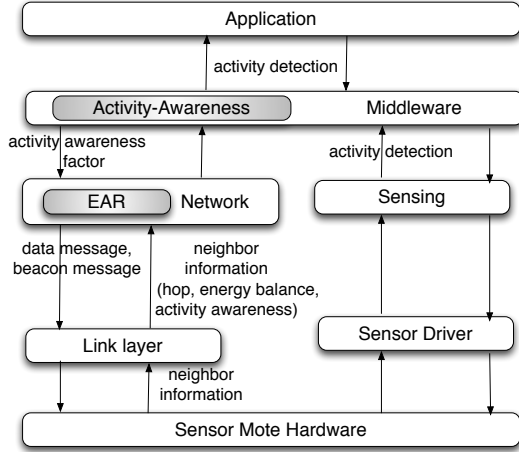 Application
activity detection
Activity-Awareness
Middleware
activity awareness
factor
activity detection
EAR
Network
Sensing
data message,
beacon message
neighbor
information
(hop, energy balance,
activity awareness)
Link layer
Sensor Driver
neighbor
information
Sensor Mote Hardware